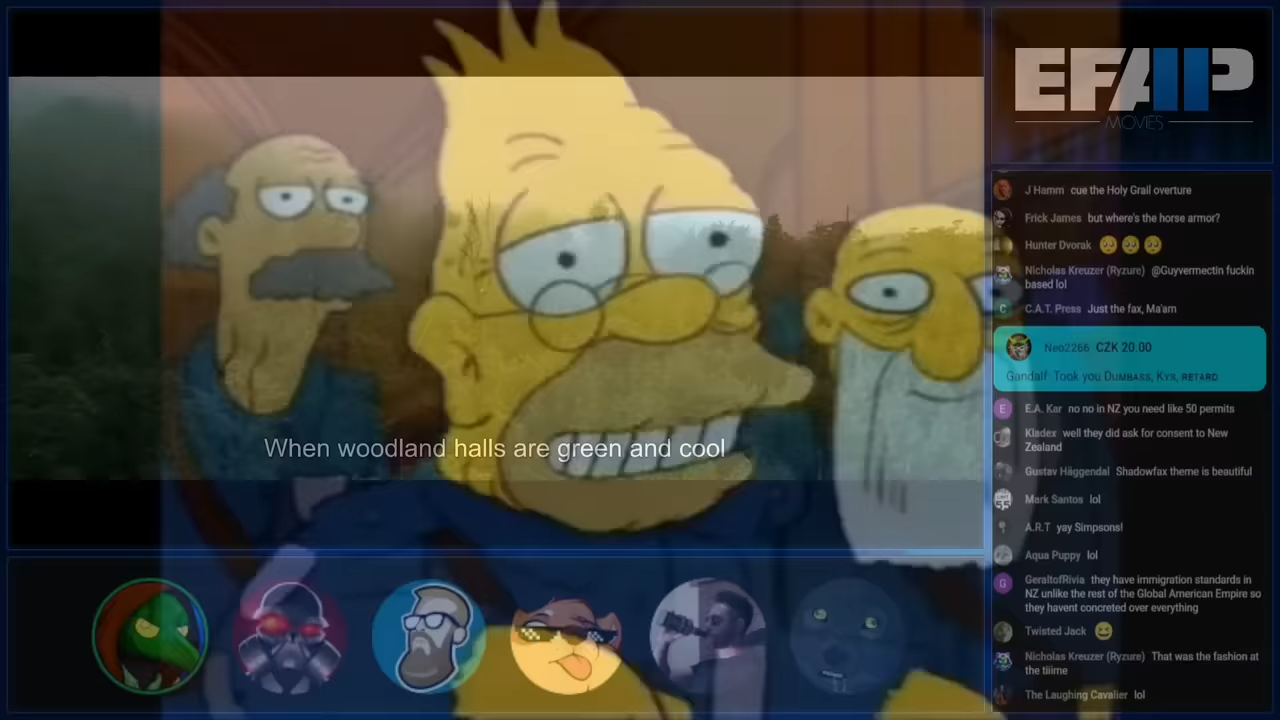 EFAP
MOVIES
J Hamm cue the Holy Grail overture
Frick James but where's the horse armor?
Hunter Dvorak
Nicholas Kreuzer (Ryzure) @Guyvermectin fuckin
based lol
C C.A.T. Press Just the fax, Ma'am
Neo2266 CZK 20.00
Gandalf: Took you Dumbass, Kys, retard
E E.A. Kar no no in NZ you need like 50 permits
Kladex well they did ask for consent to New
Zealand
Gustav Häggendal Shadowfax theme is beautiful
Mark Santos lol
A.R.T yay Simpsons!
Aqua Puppy lol
G GeraltofRivia they have immigration standards in
NZ unlike the rest of the Global American Empire so
they havent concreted over everything
Twisted Jack
Nicholas Kreuzer (Ryzure) That was the fashion at
the tiiime
The Laughing Cavalier lol
When woodland halls are green and cool